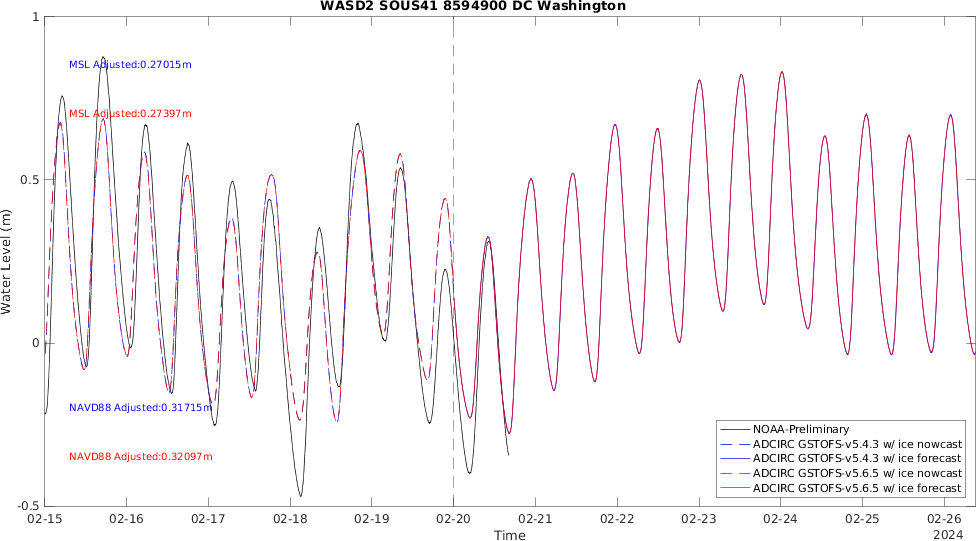 WASD2 SOUS41 8594900 DC Washington
1
MSL Adjusted:0.27015m
MSL Adjusted:0.27397m
0.5
Water Level (m)
0
NAVD88 Adjusted:0.31715m
NAVD88 Adjusted:0.32097m
NOAA-Preliminary
ADCIRC GSTOFS-v5.4.3 w/ ice nowcast
ADCIRC GSTOFS-v5.4.3 w/ ice forecast
ADCIRC GSTOFS-v5.6.5 w/ ice nowcast
ADCIRC GSTOFS-v5.6.5 w/ ice forecast
-0.5
02-15 02-16 02-17 02-18 02-19 02-20 02-21 02-22 02-23 02-24 02-25 02-26
Time
2024